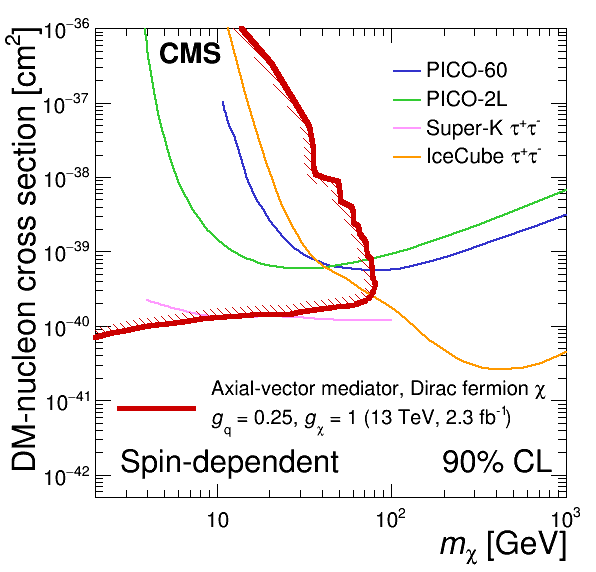 DM-nucleon cross section [cm²]
10⁻³⁶
10⁻³⁷
10⁻³⁸
10⁻³⁹
10⁻⁴⁰
10⁻⁴¹
10⁻⁴²
CMS
PICO-60
PICO-2L
Super-K τ⁺τ⁻
IceCube τ⁺τ⁻
Axial-vector mediator, Dirac fermion χ
g_q = 0.25, g_χ = 1 (13 TeV, 2.3 fb⁻¹)
Spin-dependent
90% CL
10
10²
10³
m_χ [GeV]